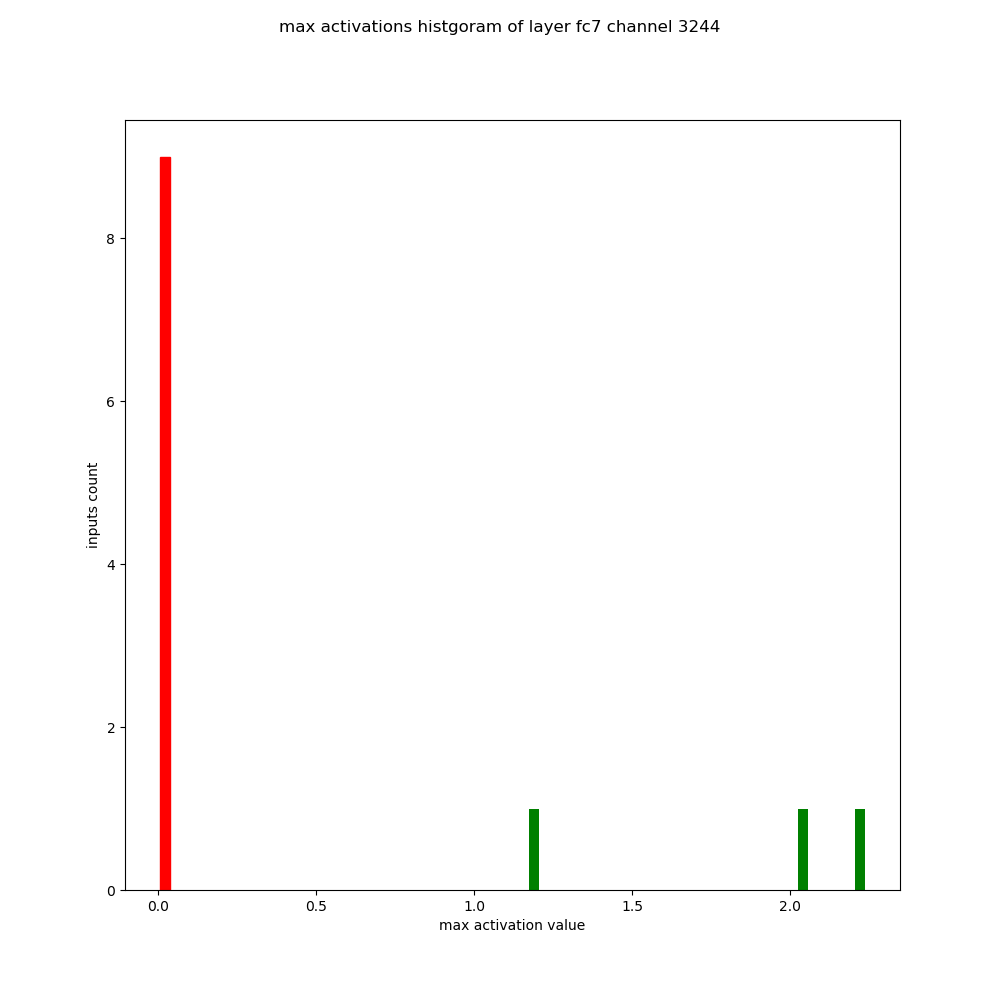 max activations histgoram of layer fc7 channel 3244
8
6
4
2
0
inputs count
0.0 0.5 1.0 1.5 2.0
max activation value